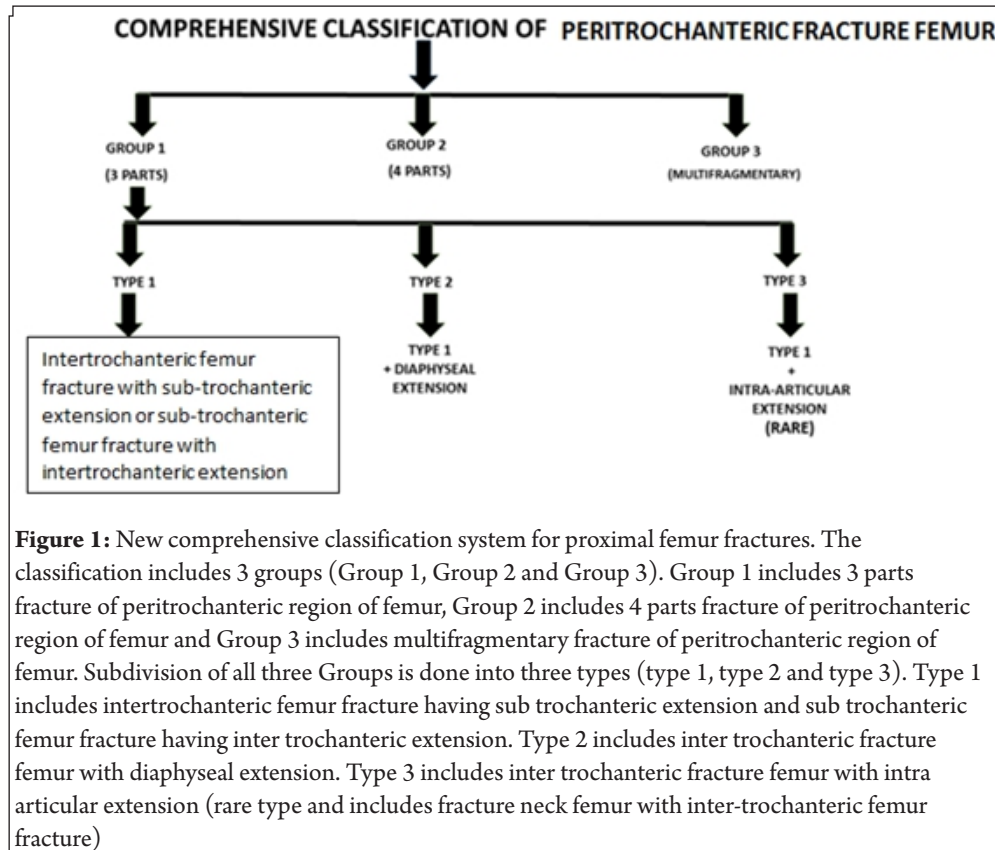 COMPREHENSIVE CLASSIFICATION OF PERITROCHANTERIC FRACTURE FEMUR
GROUP 1
(3 PARTS)
GROUP 2
(4 PARTS)
GROUP 3
(MULTIFRAGMENTARY)
TYPE 1
TYPE 2
TYPE 3
Intertrochanteric femur
fracture with sub-trochanteric
extension or sub-trochanteric
femur fracture with
intertrochanteric extension
TYPE 1
+ DIAPHYSEAL
EXTENSION
TYPE 1
+
INTRA-ARTICULAR
EXTENSION
(RARE)
Figure 1: New comprehensive classification system for proximal femur fractures. The
classification includes 3 groups (Group 1, Group 2 and Group 3). Group 1 includes 3 parts
fracture of peritrochanteric region of femur, Group 2 includes 4 parts fracture of peritrochanteric
region of femur and Group 3 includes multifragmentary fracture of peritrochanteric region of
femur. Subdivision of all three Groups is done into three types (type 1, type 2 and type 3). Type 1
includes intertrochanteric femur fracture having sub trochanteric extension and sub trochanteric
femur fracture having inter trochanteric extension. Type 2 includes inter trochanteric fracture
femur with diaphyseal extension. Type 3 includes inter trochanteric fracture femur with intra
articular extension (rare type and includes fracture neck femur with inter-trochanteric femur
fracture)